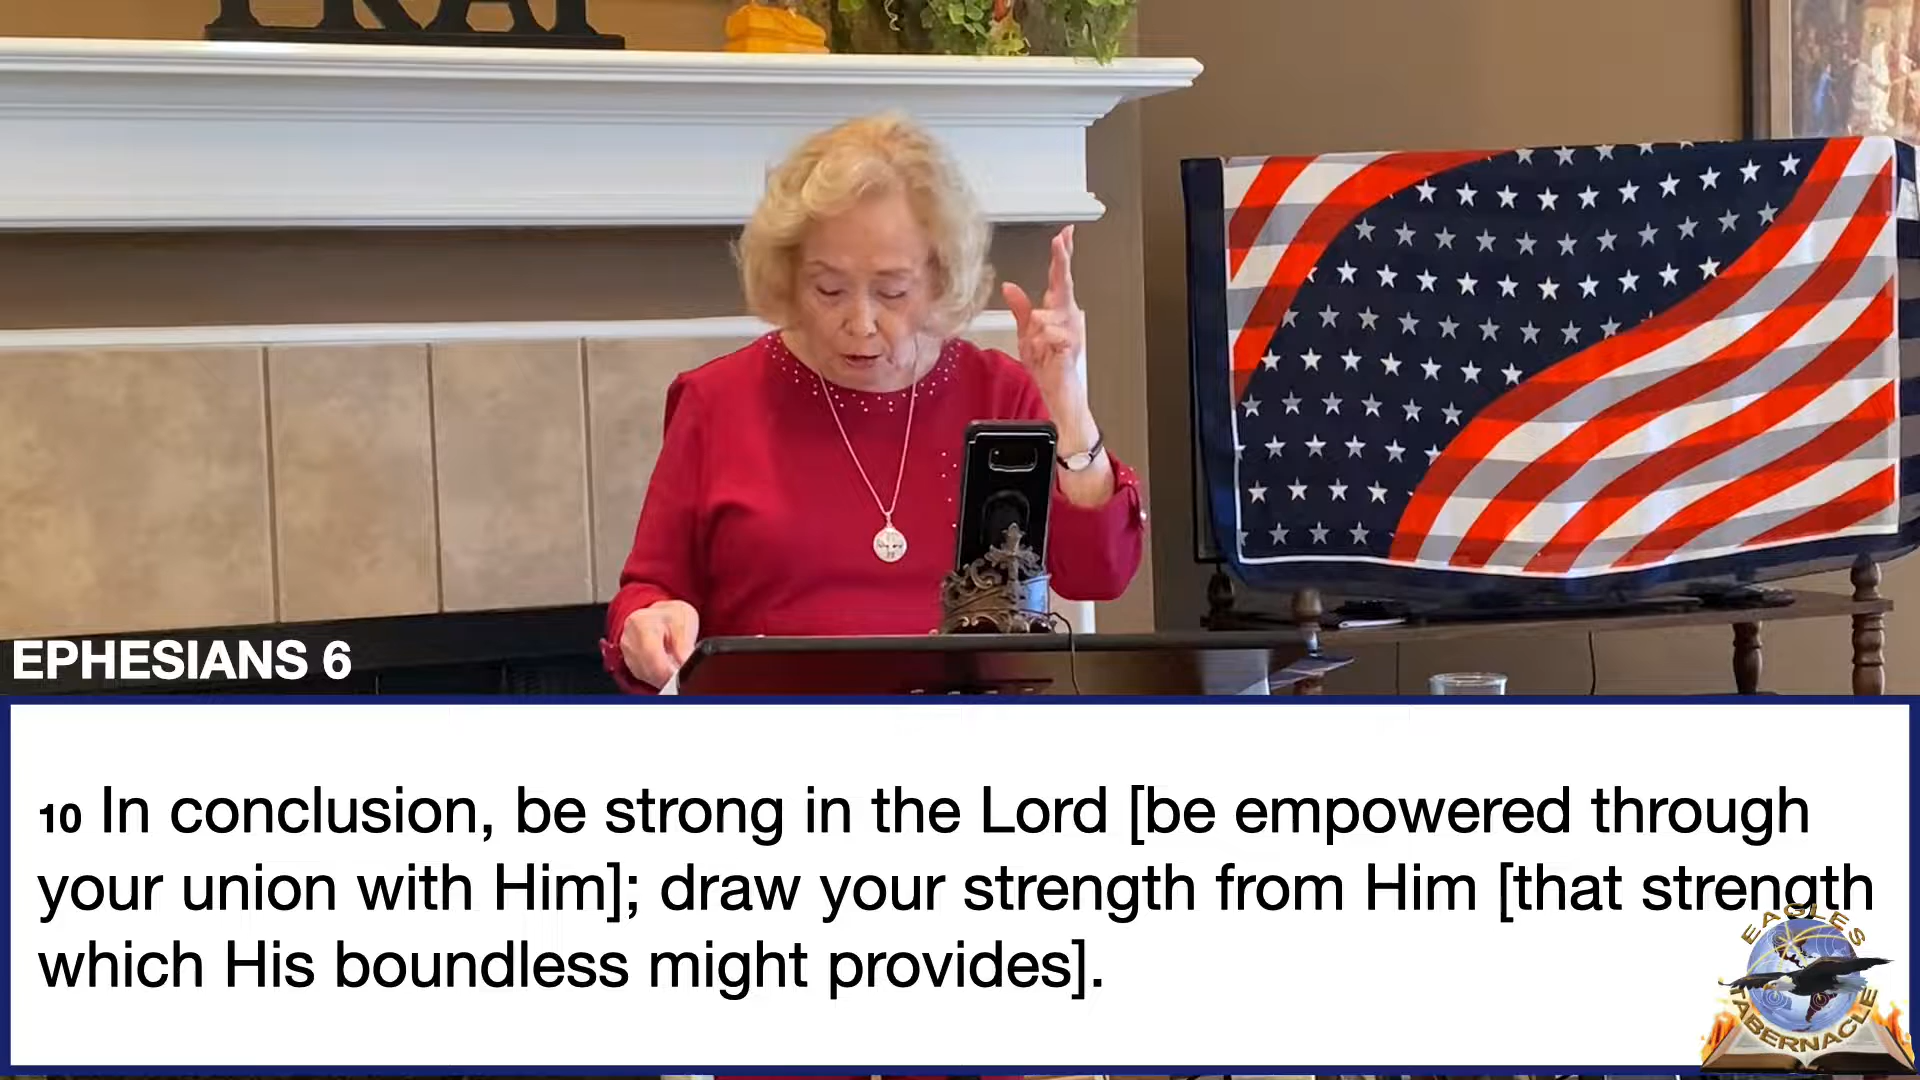 PRAY
EPHESIANS 6
10 In conclusion, be strong in the Lord [be empowered through
your union with Him]; draw your strength from Him [that strength
which His boundless might provides].
EAGLES
TABERNACLE